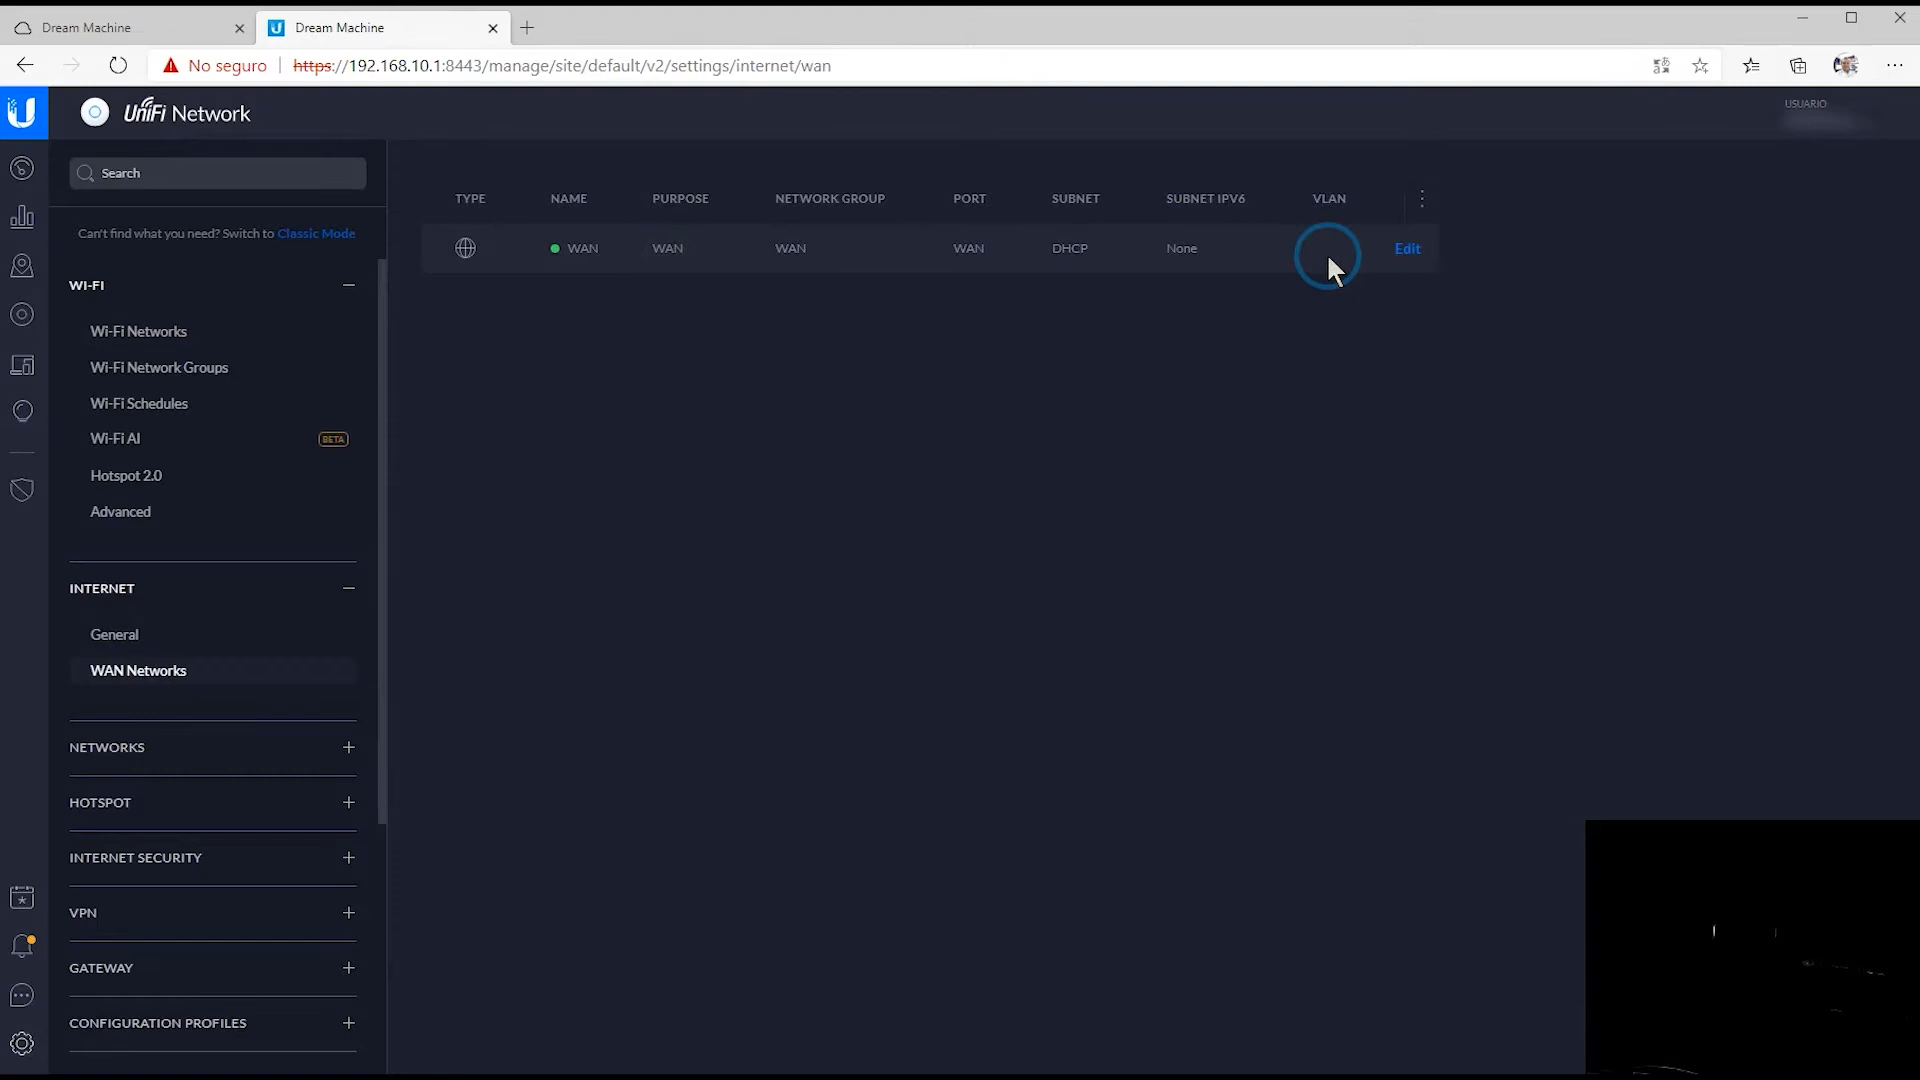 Dream Machine
Dream Machine
No seguro
https://192.168.10.1:8443/manage/site/default/v2/settings/internet/wan
UniFi Network
USUARIO
Search
Can't find what you need? Switch to Classic Mode
WI-FI
Wi-Fi Networks
Wi-Fi Network Groups
Wi-Fi Schedules
Wi-Fi AI BETA
Hotspot 2.0
Advanced
INTERNET
General
WAN Networks
NETWORKS
HOTSPOT
INTERNET SECURITY
VPN
GATEWAY
CONFIGURATION PROFILES
TYPE NAME PURPOSE NETWORK GROUP PORT SUBNET SUBNET IPV6 VLAN
WAN WAN WAN WAN DHCP None Edit